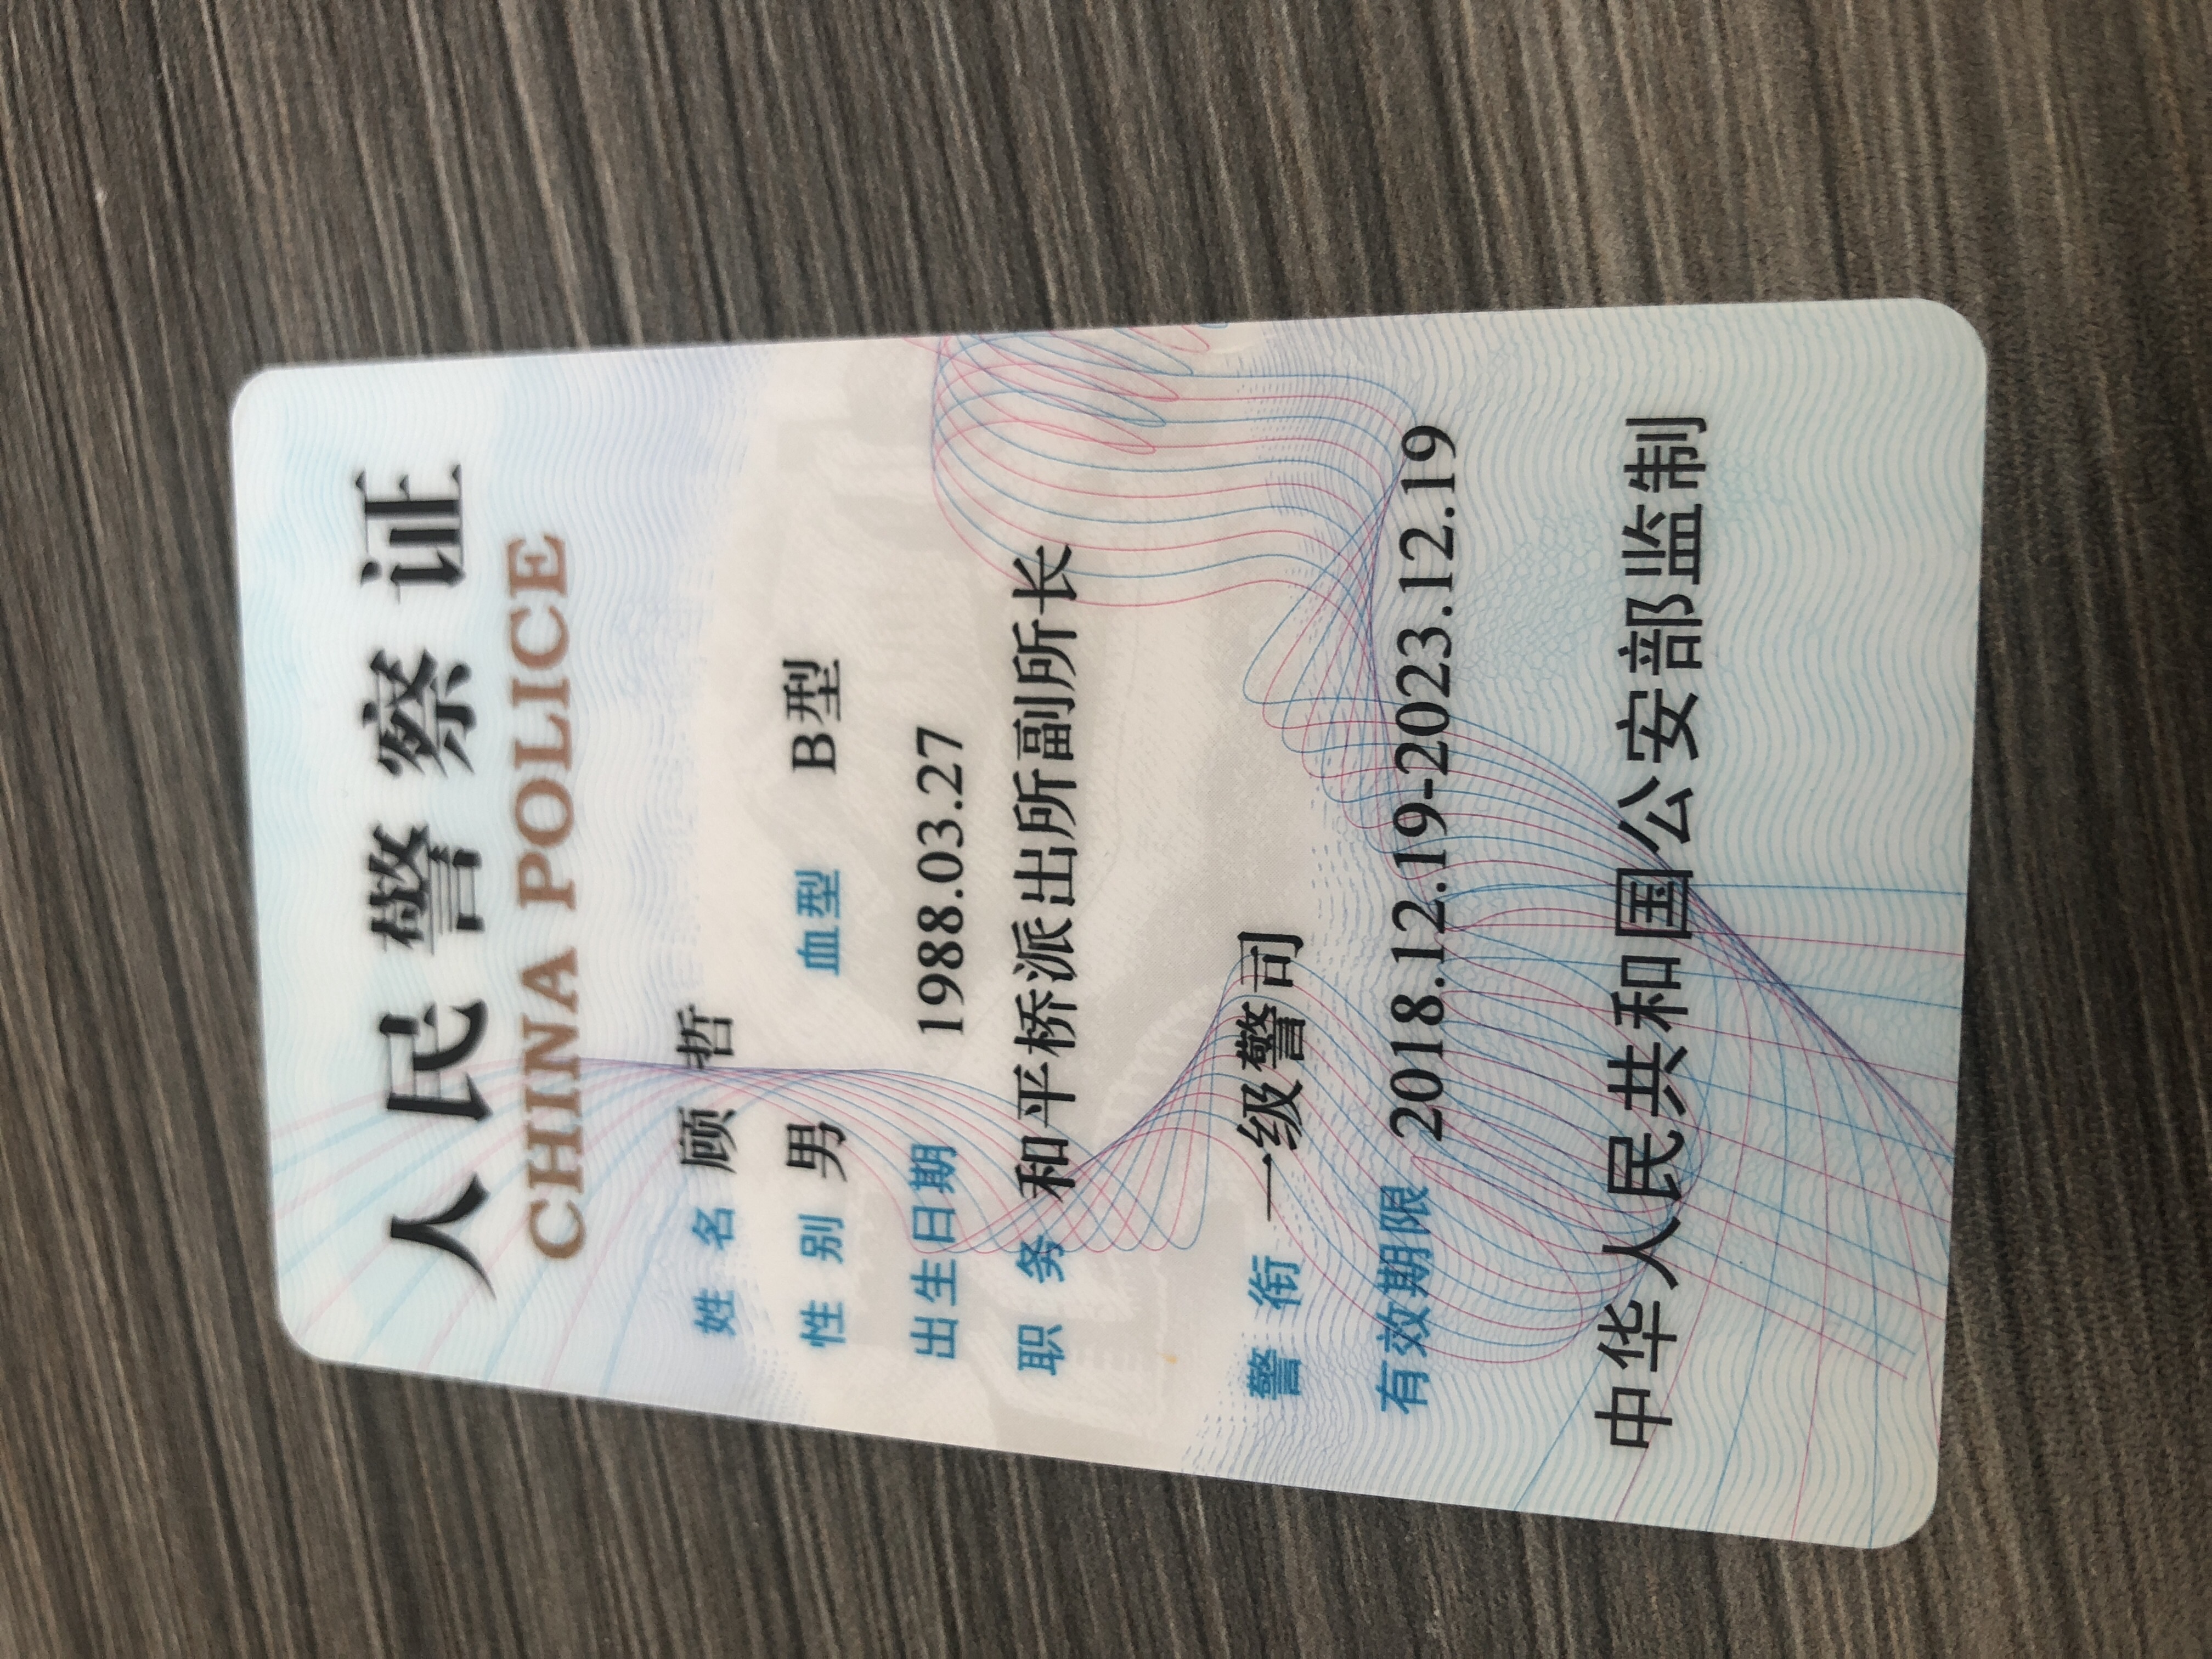 人民警察证
CHINA POLICE
姓 名 顾 哲
性 别 男 血型 B型
出生日期 1988.03.27
职 务 和平桥派出所副所长
警 衔 一级警司
有效期限 2018.12.19-2023.12.19
中华人民共和国公安部监制